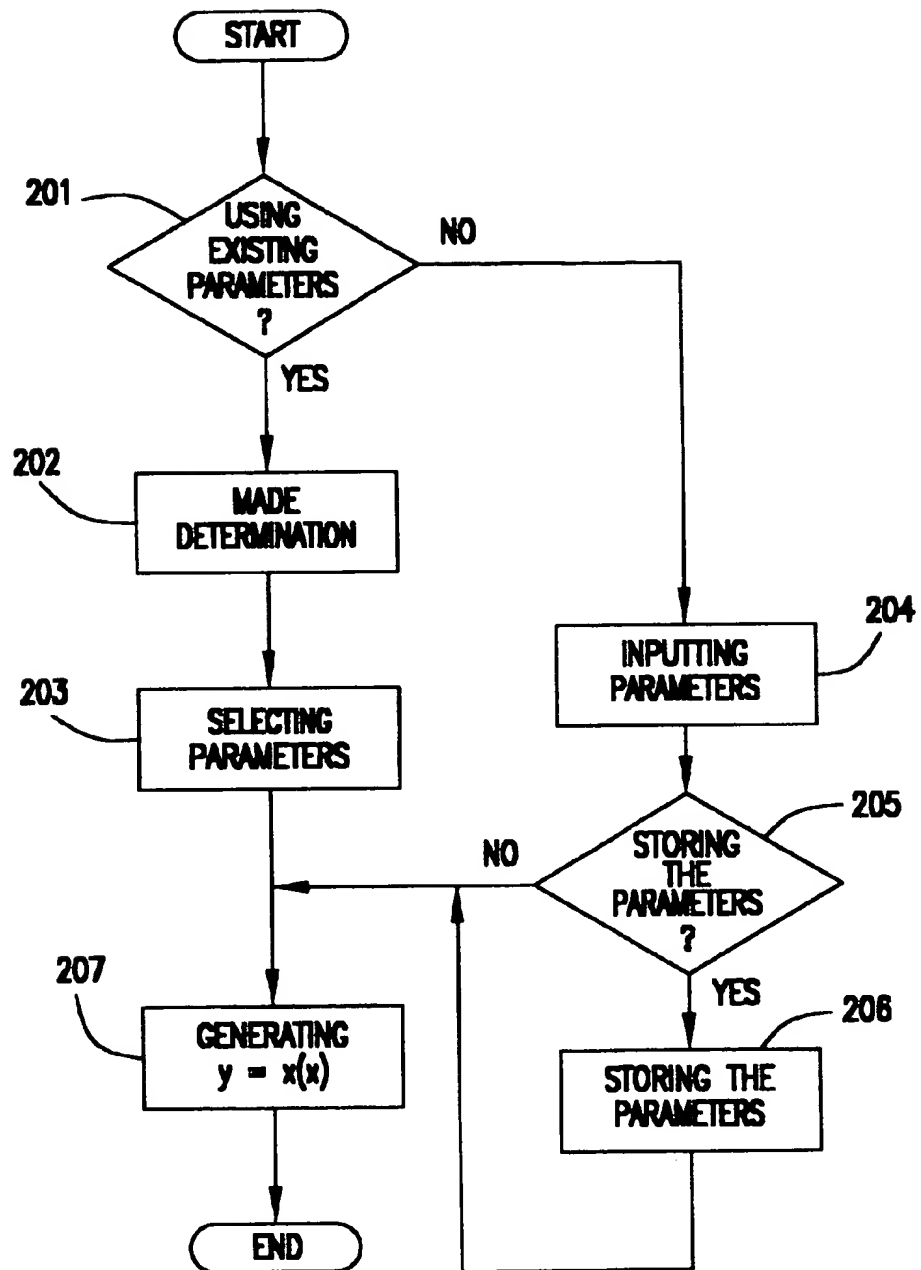 START
201
USING
EXISTING
PARAMETERS
?
NO
YES
202
MADE
DETERMINATION
203
SELECTING
PARAMETERS
204
INPUTTING
PARAMETERS
205
STORING
THE
PARAMETERS
?
NO
YES
206
STORING THE
PARAMETERS
207
GENERATING
y = x(x)
END